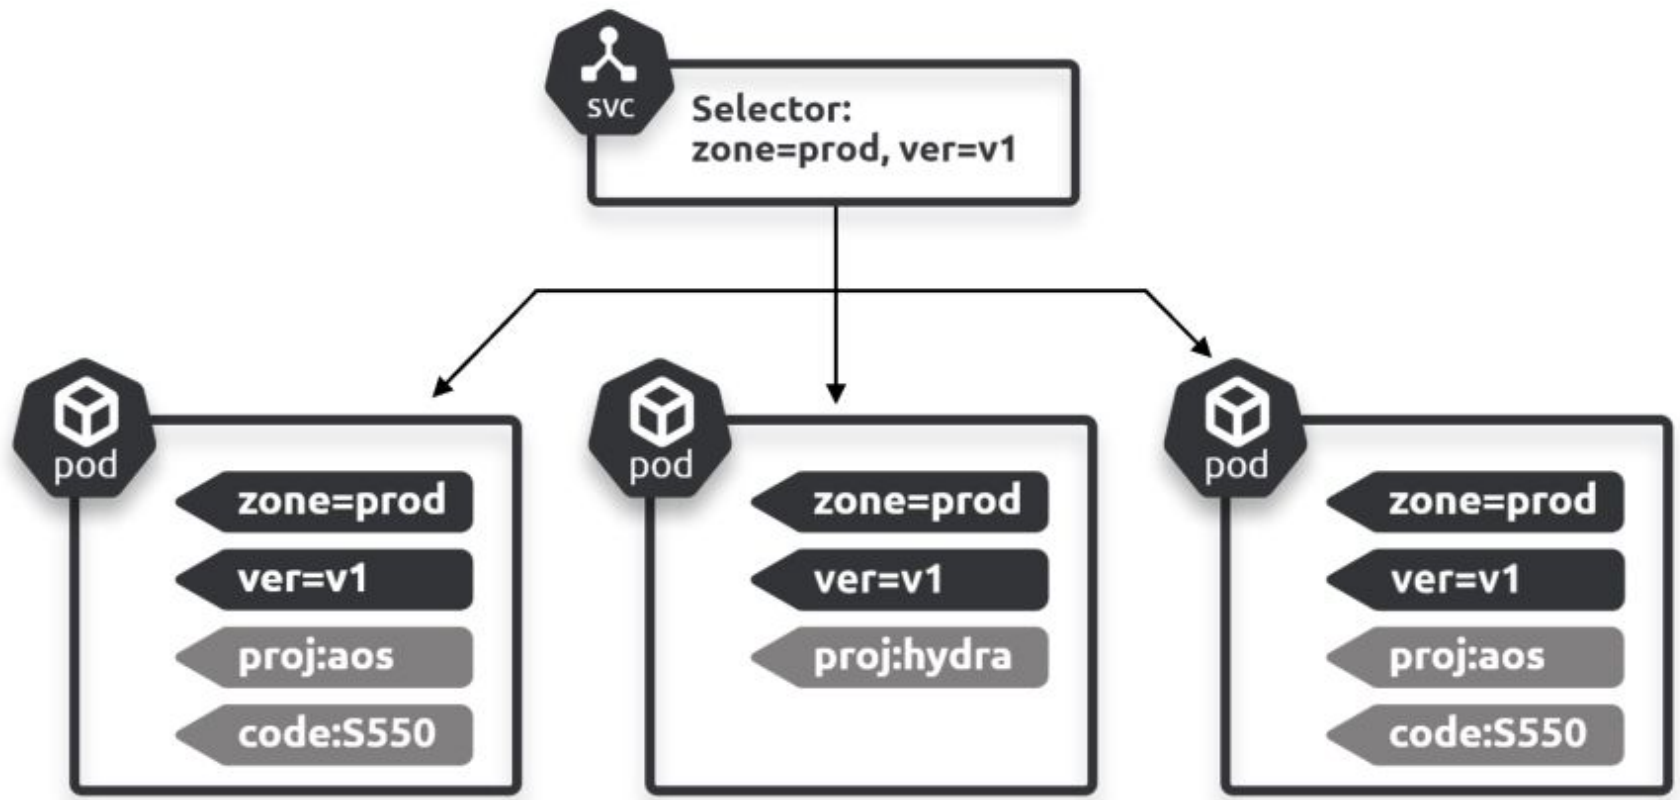 svc
Selector:
zone=prod, ver=v1
pod
zone=prod
ver=v1
proj:aos
code:S550
pod
zone=prod
ver=v1
proj:hydra
pod
zone=prod
ver=v1
proj:aos
code:S550